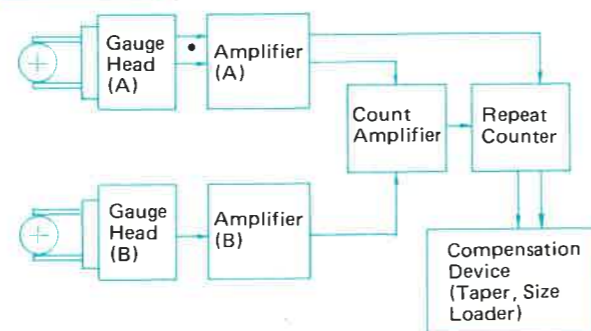 Gauge
Head
(A)
Amplifier
(A)
Count
Amplifier
Repeat
Counter
Gauge
Head
(B)
Amplifier
(B)
Compensation
Device
(Taper, Size
Loader)